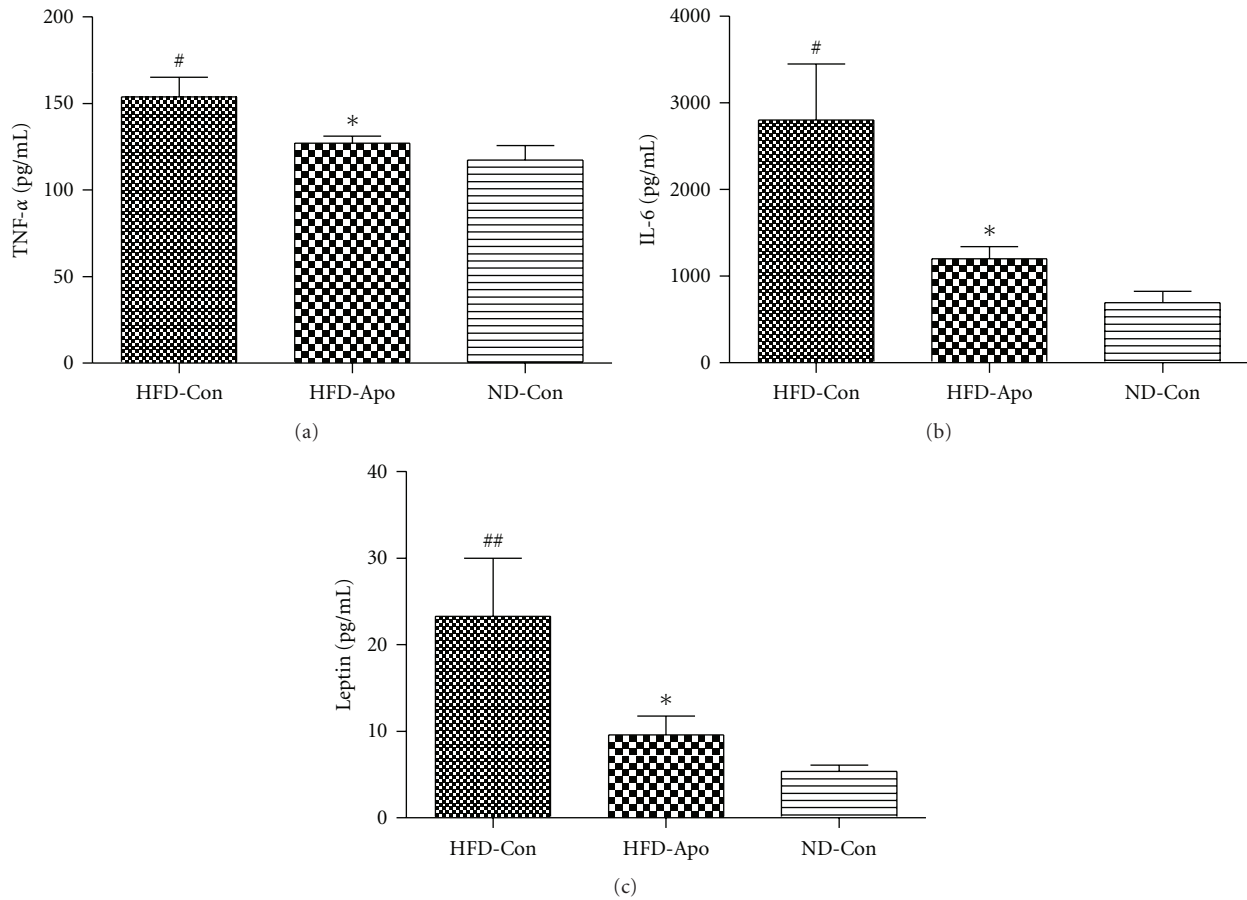 TNF-α (pg/mL)
200
150
100
50
0
#
*
HFD-Con HFD-Apo ND-Con
(a)
IL-6 (pg/mL)
4000
3000
2000
1000
0
#
*
HFD-Con HFD-Apo ND-Con
(b)
Leptin (pg/mL)
40
30
20
10
0
##
*
HFD-Con HFD-Apo ND-Con
(c)